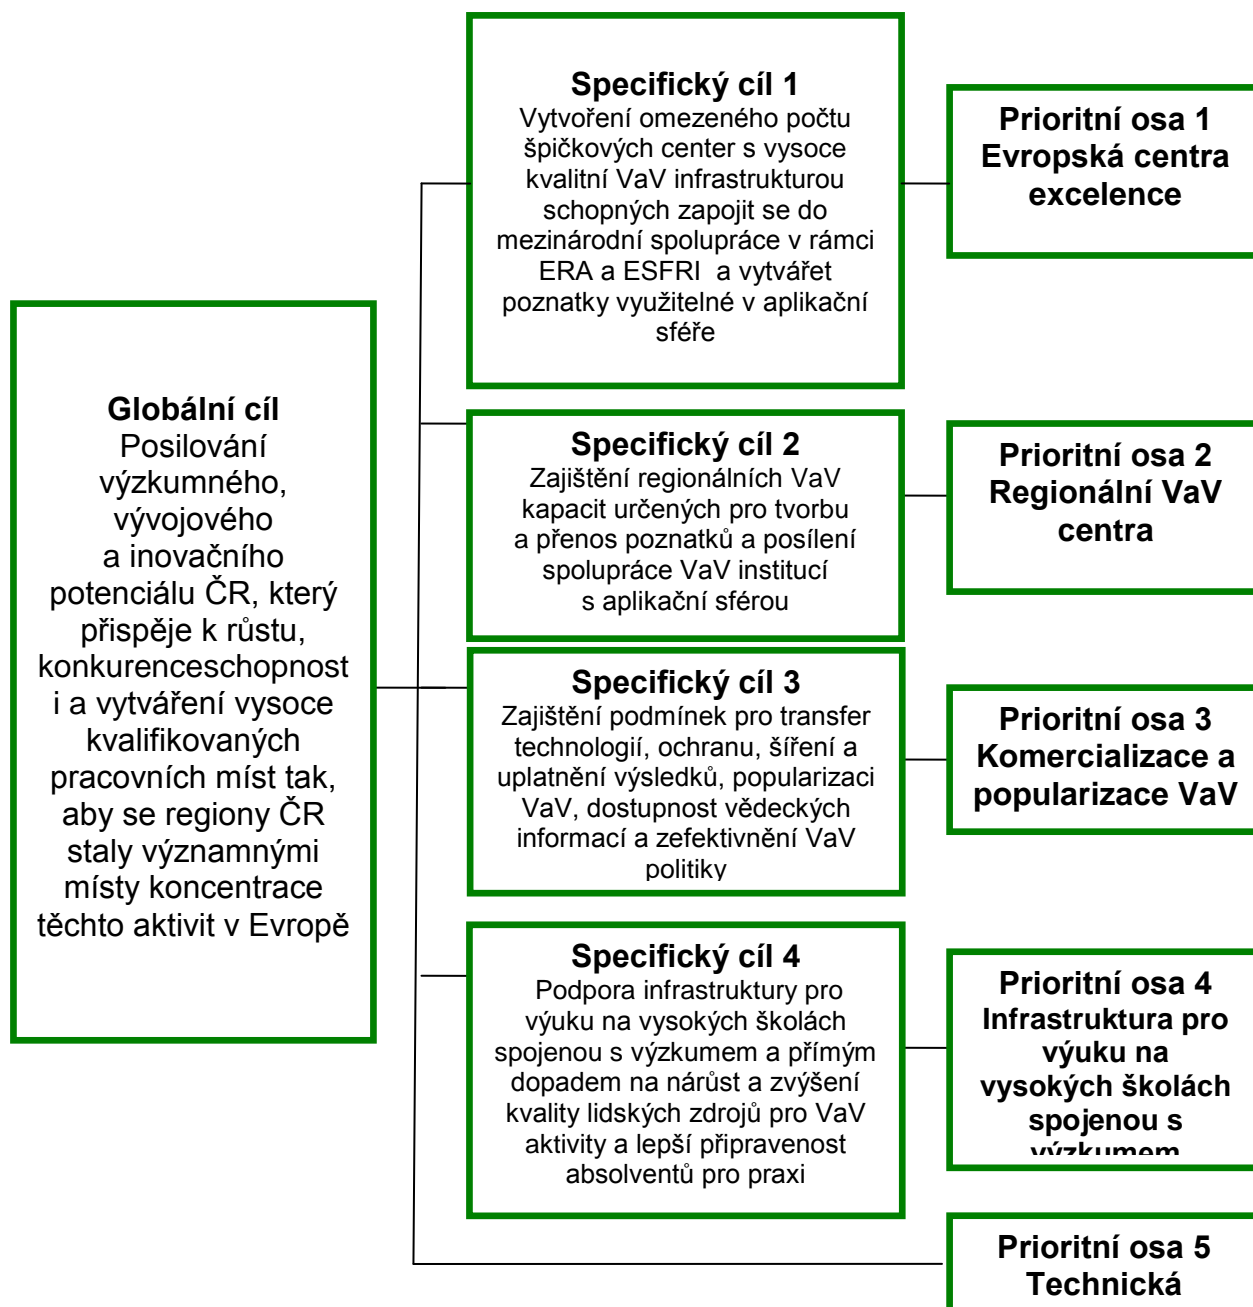 Globální cíl
Posilování
výzkumného,
vývojového
a inovačního
potenciálu ČR, který
přispěje k růstu,
konkurenceschopnost
i a vytváření vysoce
kvalifikovaných
pracovních míst tak,
aby se regiony ČR
staly významnými
místy koncentrace
těchto aktivit v Evropě
Specifický cíl 1
Vytvoření omezeného počtu
špičkových center s vysoce
kvalitní VaV infrastrukturou
schopných zapojit se do
mezinárodní spolupráce v rámci
ERA a ESFRI a vytvářet
poznatky využitelné v aplikační
sféře
Prioritní osa 1
Evropská centra
excelence
Specifický cíl 2
Zajištění regionálních VaV
kapacit určených pro tvorbu
a přenos poznatků a posílení
spolupráce VaV institucí
s aplikační sférou
Prioritní osa 2
Regionální VaV
centra
Specifický cíl 3
Zajištění podmínek pro transfer
technologií, ochranu, šíření a
uplatnění výsledků, popularizaci
VaV, dostupnost vědeckých
informací a zefektivnění VaV
politiky
Prioritní osa 3
Komercializace a
popularizace VaV
Specifický cíl 4
Podpora infrastruktury pro
výuku na vysokých školách
spojenou s výzkumem a přímým
dopadem na nárůst a zvýšení
kvality lidských zdrojů pro VaV
aktivity a lepší připravenost
absolventů pro praxi
Prioritní osa 4
Infrastruktura pro
výuku na
vysokých školách
spojenou s
výzkumem
Prioritní osa 5
Technická